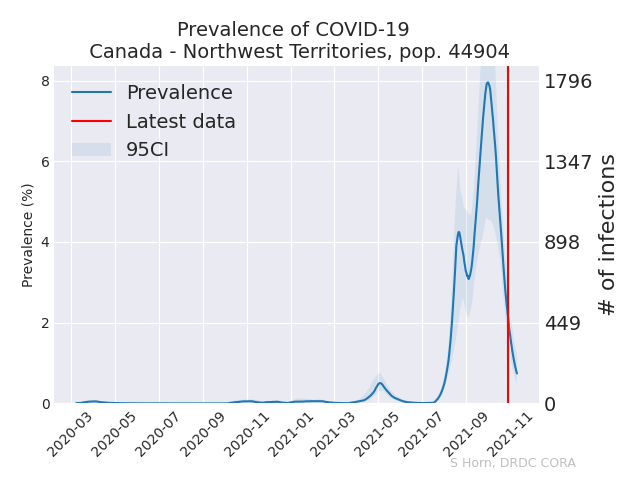 Prevalence of COVID-19
Canada - Northwest Territories, pop. 44904
Prevalence
Latest data
95CI
Prevalence (%)
8
6
4
2
0
1796
1347
898
449
0
# of infections
2020-03
2020-05
2020-07
2020-09
2020-11
2021-01
2021-03
2021-05
2021-07
2021-09
2021-11
S Horn, DRDC CORA